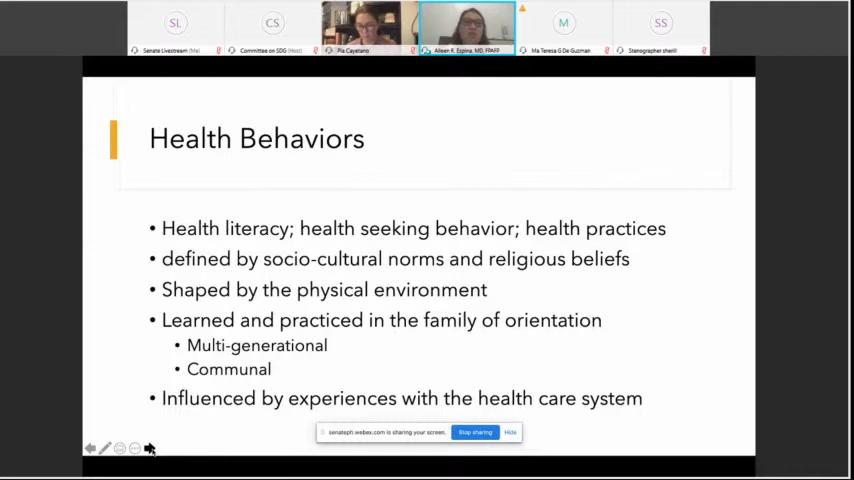 SL
CS
M
SS
Senate Livestream (Me)
Committee on SDG (Host)
Pia Cayetano
Aileen R. Espina, MD, FPAFP
Ma Teresa G De Guzman
Stenographer sherill
Health Behaviors
• Health literacy; health seeking behavior; health practices
• defined by socio-cultural norms and religious beliefs
• Shaped by the physical environment
• Learned and practiced in the family of orientation
• Multi-generational
• Communal
• Influenced by experiences with the health care system
senateph.webex.com is sharing your screen.
Stop sharing
Hide